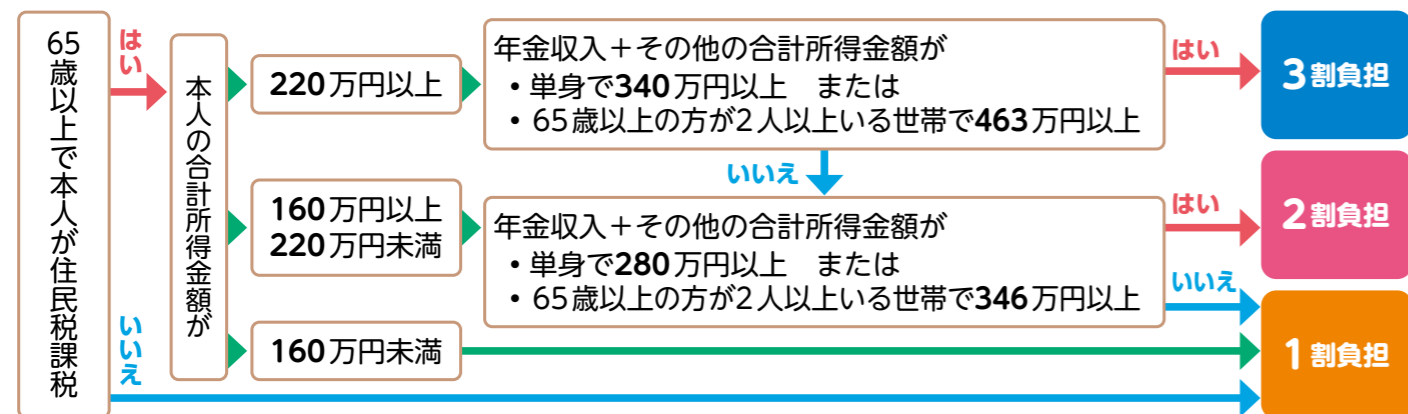 65歳以上で本人が住民税課税
はい
いいえ
本人の合計所得金額が
220万円以上
年金収入+その他の合計所得金額が
・単身で340万円以上　または
・65歳以上の方が2人以上いる世帯で463万円以上
はい
3割負担
いいえ
160万円以上
220万円未満
年金収入+その他の合計所得金額が
・単身で280万円以上　または
・65歳以上の方が2人以上いる世帯で346万円以上
はい
2割負担
いいえ
160万円未満
1割負担